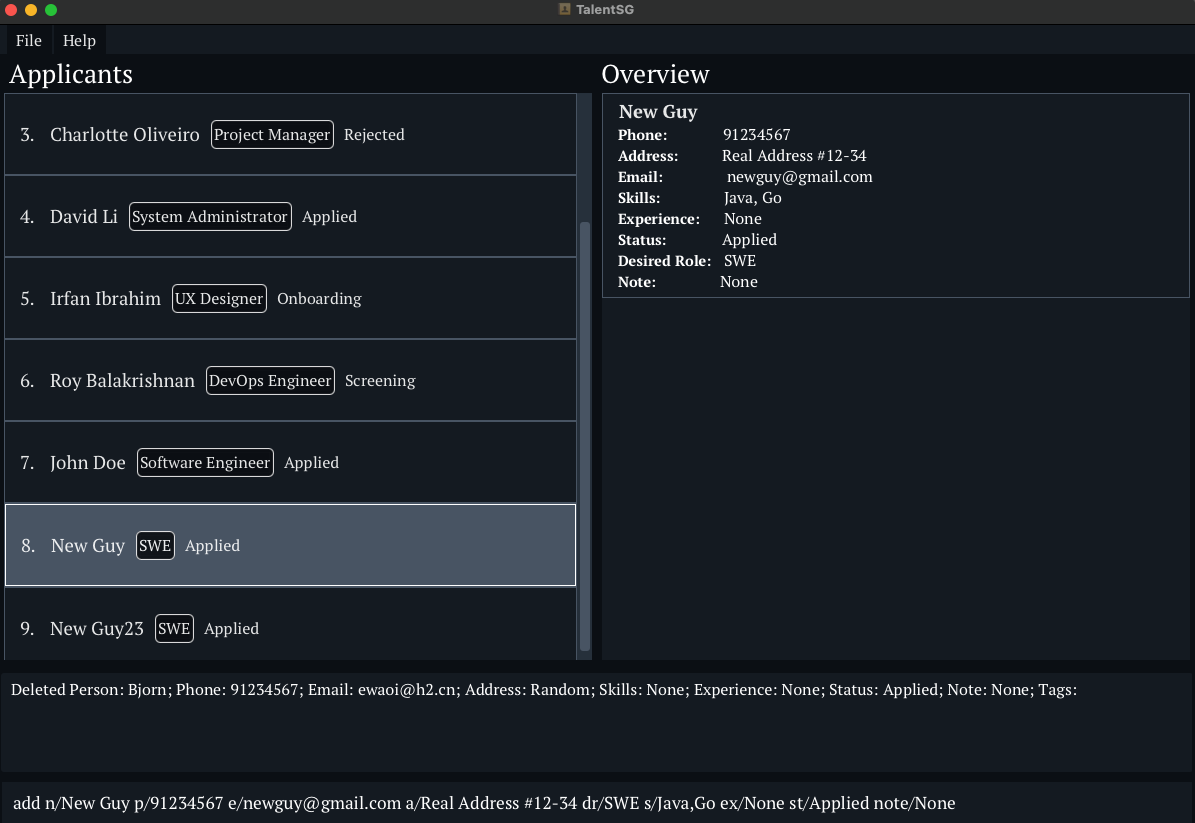 TalentSG
File Help
Applicants
3. Charlotte Oliveiro Project Manager Rejected
4. David Li System Administrator Applied
5. Irfan Ibrahim UX Designer Onboarding
6. Roy Balakrishnan DevOps Engineer Screening
7. John Doe Software Engineer Applied
8. New Guy SWE Applied
9. New Guy23 SWE Applied
Overview
New Guy
Phone: 91234567
Address: Real Address #12-34
Email: newguy@gmail.com
Skills: Java, Go
Experience: None
Status: Applied
Desired Role: SWE
Note: None
Deleted Person: Bjorn; Phone: 91234567; Email: ewaoi@h2.cn; Address: Random; Skills: None; Experience: None; Status: Applied; Note: None; Tags:
add n/New Guy p/91234567 e/newguy@gmail.com a/Real Address #12-34 dr/SWE s/Java,Go ex/None st/Applied note/None